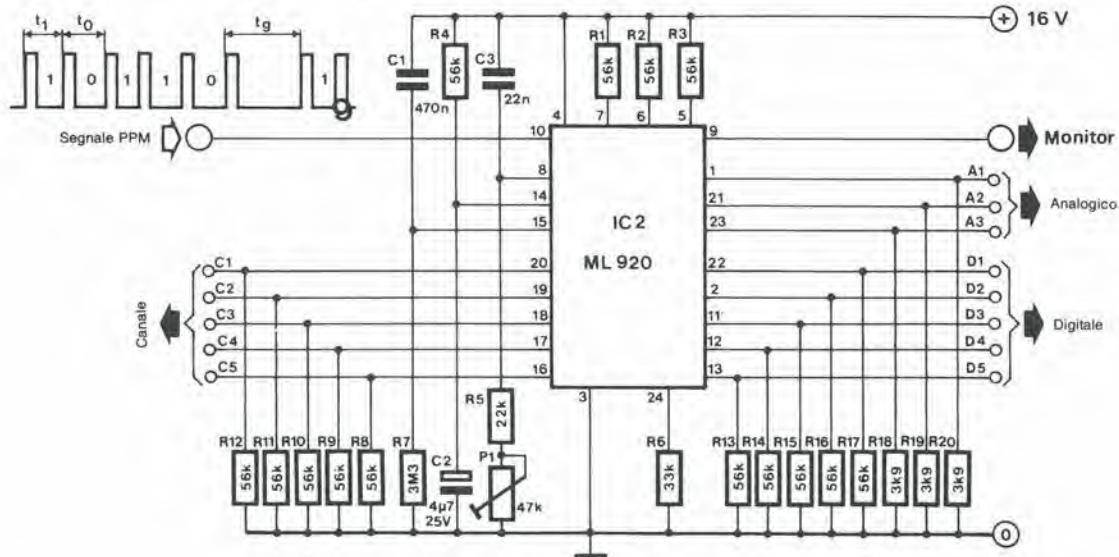 t1 t0 tg
1 0 1 1 0 1
Segnale PPM
C1
470n
R4
56k
C3
22n
R1
56k
R2
56k
R3
56k
+ 16 V
4 7 6 5
10 9
Monitor
8 1 A1
14 21 A2
Analogico
15 23 A3
IC2
ML 920
C1 20 22 D1
C2 19 2 D2
Canale
C3 18 11 D3
Digitale
C4 17 12 D4
C5 16 13 D5
3 24
R5
22k
P1
47k
R12
56k
R11
56k
R10
56k
R9
56k
R8
56k
R7
3M3
C2
4µ7
25V
R6
33k
R13
56k
R14
56k
R15
56k
R16
56k
R17
56k
R18
3k9
R19
3k9
R20
3k9
0